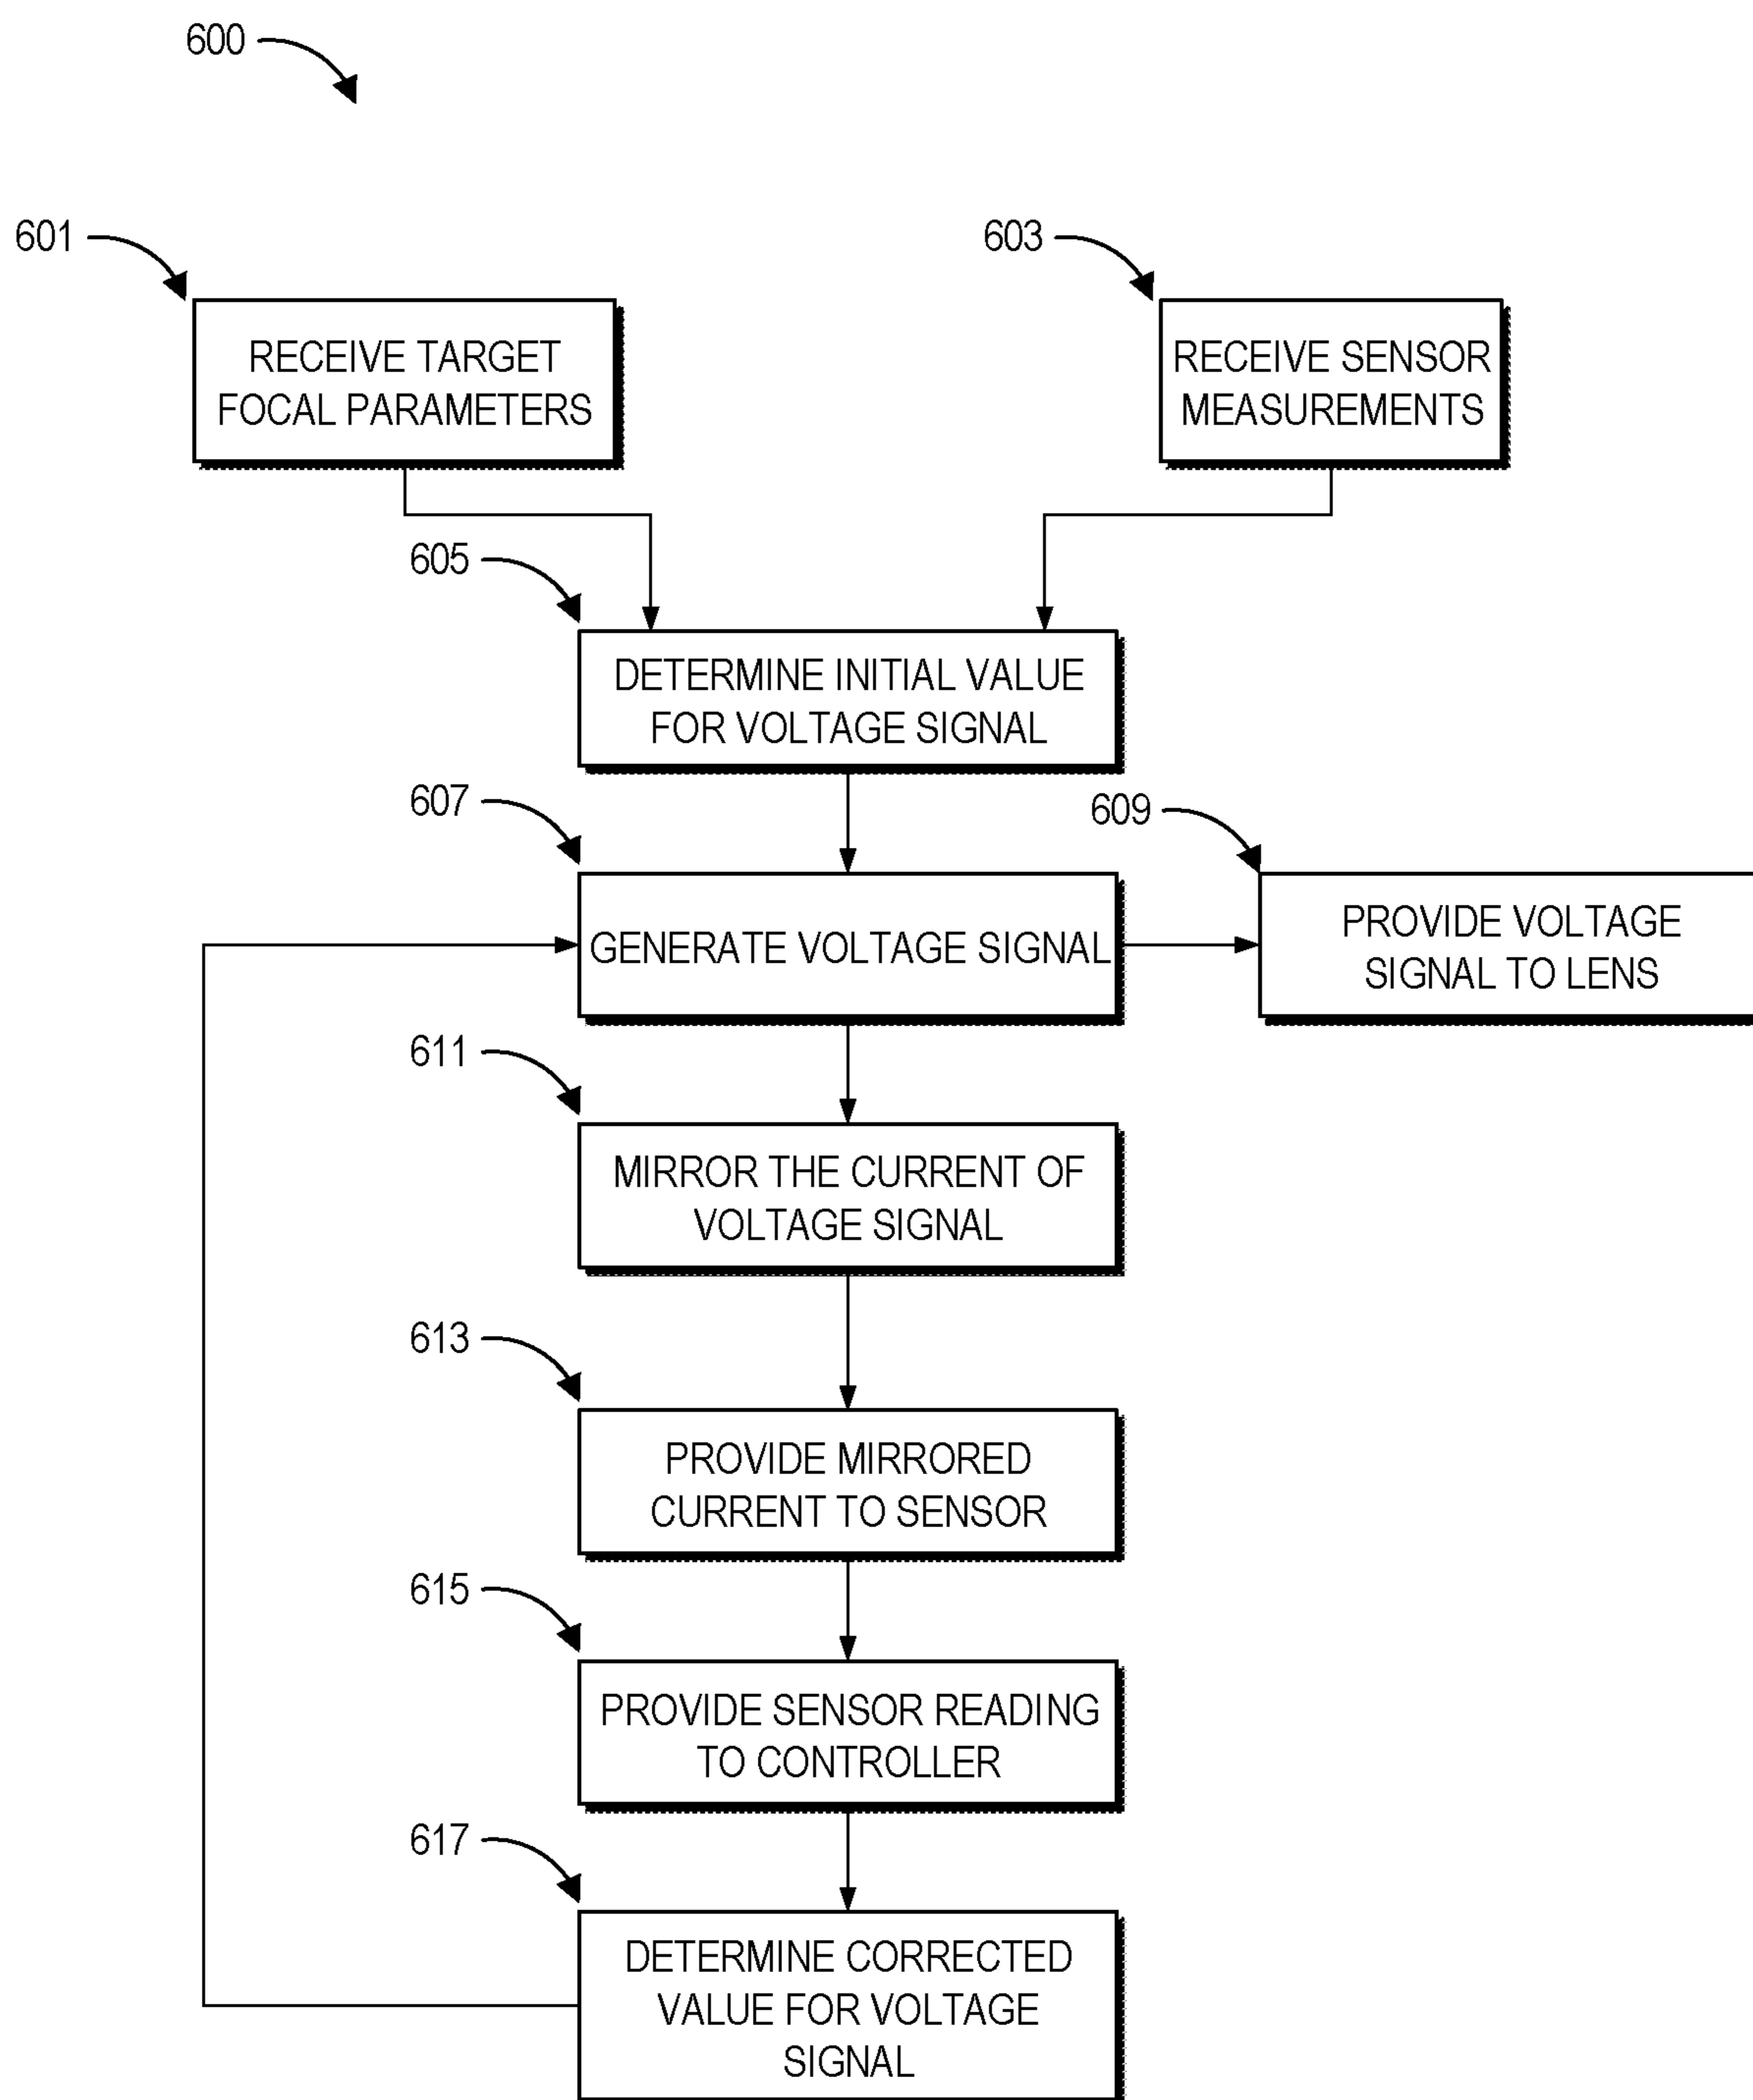 600
601
603
RECEIVE TARGET
FOCAL PARAMETERS
RECEIVE SENSOR
MEASUREMENTS
605
DETERMINE INITIAL VALUE
FOR VOLTAGE SIGNAL
607
609
GENERATE VOLTAGE SIGNAL
PROVIDE VOLTAGE
SIGNAL TO LENS
611
MIRROR THE CURRENT OF
VOLTAGE SIGNAL
613
PROVIDE MIRRORED
CURRENT TO SENSOR
615
PROVIDE SENSOR READING
TO CONTROLLER
617
DETERMINE CORRECTED
VALUE FOR VOLTAGE
SIGNAL